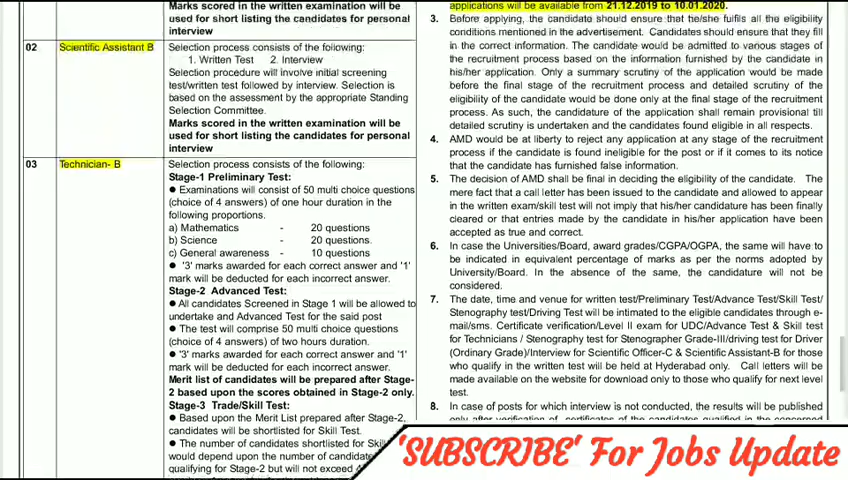 Marks scored in the written examination will be
used for short listing the candidates for personal
interview
02 Scientific Assistant B Selection process consists of the following:
1. Written Test 2. Interview
Selection procedure will involve initial screening
test/written test followed by interview. Selection is
based on the assessment by the appropriate Standing
Selection Committee.
Marks scored in the written examination will be
used for short listing the candidates for personal
interview
03 Technician- B Selection process consists of the following:
Stage-1 Preliminary Test:
● Examinations will consist of 50 multi choice questions
(choice of 4 answers) of one hour duration in the
following proportions.
a) Mathematics - 20 questions
b) Science - 20 questions.
c) General awareness - 10 questions
● '3' marks awarded for each correct answer and '1'
mark will be deducted for each incorrect answer.
Stage-2 Advanced Test:
● All candidates Screened in Stage 1 will be allowed to
undertake and Advanced Test for the said post
● The test will comprise 50 multi choice questions
(choice of 4 answers) of two hours duration.
● '3' marks awarded for each correct answer and '1'
mark will be deducted for each incorrect answer.
Merit list of candidates will be prepared after Stage-
2 based upon the scores obtained in Stage-2 only.
Stage-3 Trade/Skill Test:
● Based upon the Merit List prepared after Stage-2,
candidates will be shortlisted for Skill Test.
● The number of candidates shortlisted for Skill
would depend upon the number of candidate
qualifying for Stage-2 but will not exceed
applications will be available from 21.12.2019 to 10.01.2020.
3. Before applying, the candidate should ensure that he/she fulfils all the eligibility
conditions mentioned in the advertisement. Candidates should ensure that they fill
in the correct information. The candidate would be admitted to various stages of
the recruitment process based on the information furnished by the candidate in
his/her application. Only a summary scrutiny of the application would be made
before the final stage of the recruitment process and detailed scrutiny of the
eligibility of the candidate would be done only at the final stage of the recruitment
process. As such, the candidature of the application shall remain provisional till
detailed scrutiny is undertaken and the candidates found eligible in all respects.
4. AMD would be at liberty to reject any application at any stage of the recruitment
process if the candidate is found ineligible for the post or if it comes to its notice
that the candidate has furnished false information.
5. The decision of AMD shall be final in deciding the eligibility of the candidate. The
mere fact that a call letter has been issued to the candidate and allowed to appear
in the written exam/skill test will not imply that his/her candidature has been finally
cleared or that entries made by the candidate in his/her application have been
accepted as true and correct.
6. In case the Universities/Board, award grades/CGPA/OGPA, the same will have to
be indicated in equivalent percentage of marks as per the norms adopted by
University/Board. In the absence of the same, the candidature will not be
considered.
7. The date, time and venue for written test/Preliminary Test/Advance Test/Skill Test/
Stenography test/Driving Test will be intimated to the eligible candidates through e-
mail/sms. Certificate verification/Level II exam for UDC/Advance Test & Skill test
for Technicians / Stenography test for Stenographer Grade-III/driving test for Driver
(Ordinary Grade)/Interview for Scientific Officer-C & Scientific Assistant-B for those
who qualify in the written test will be held at Hyderabad only. Call letters will be
made available on the website for download only to those who qualify for next level
test.
8. In case of posts for which interview is not conducted, the results will be published
only after verification of certificates of the candidates qualified in the concerned
'SUBSCRIBE' For Jobs Update